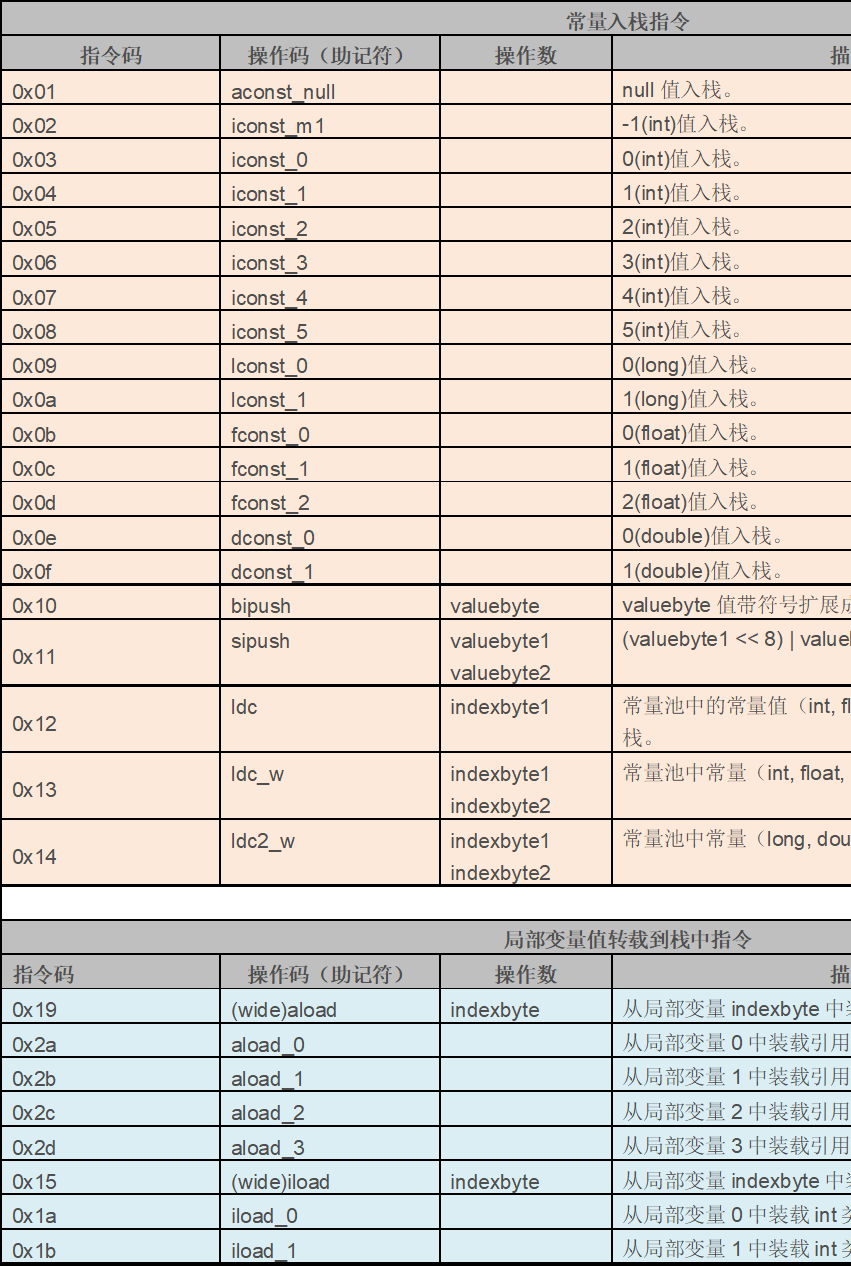 常量入栈指令
指令码 操作码（助记符） 操作数 描
0x01 aconst_null null 值入栈。
0x02 iconst_m1 -1(int)值入栈。
0x03 iconst_0 0(int)值入栈。
0x04 iconst_1 1(int)值入栈。
0x05 iconst_2 2(int)值入栈。
0x06 iconst_3 3(int)值入栈。
0x07 iconst_4 4(int)值入栈。
0x08 iconst_5 5(int)值入栈。
0x09 lconst_0 0(long)值入栈。
0x0a lconst_1 1(long)值入栈。
0x0b fconst_0 0(float)值入栈。
0x0c fconst_1 1(float)值入栈。
0x0d fconst_2 2(float)值入栈。
0x0e dconst_0 0(double)值入栈。
0x0f dconst_1 1(double)值入栈。
0x10 bipush valuebyte valuebyte 值带符号扩展
0x11 sipush valuebyte1 (valuebyte1 << 8) | value
valuebyte2
0x12 ldc indexbyte1 常量池中的常量值（int, fl
栈。
0x13 ldc_w indexbyte1 常量池中常量（int, float,
indexbyte2
0x14 ldc2_w indexbyte1 常量池中常量（long, dou
indexbyte2
局部变量值转载到栈中指令
指令码 操作码（助记符） 操作数 描
0x19 (wide)aload indexbyte 从局部变量 indexbyte 中
0x2a aload_0 从局部变量 0 中装载引用
0x2b aload_1 从局部变量 1 中装载引用
0x2c aload_2 从局部变量 2 中装载引用
0x2d aload_3 从局部变量 3 中装载引用
0x15 (wide)iload indexbyte 从局部变量 indexbyte 中
0x1a iload_0 从局部变量 0 中装载 int
0x1b iload_1 从局部变量 1 中装载 int